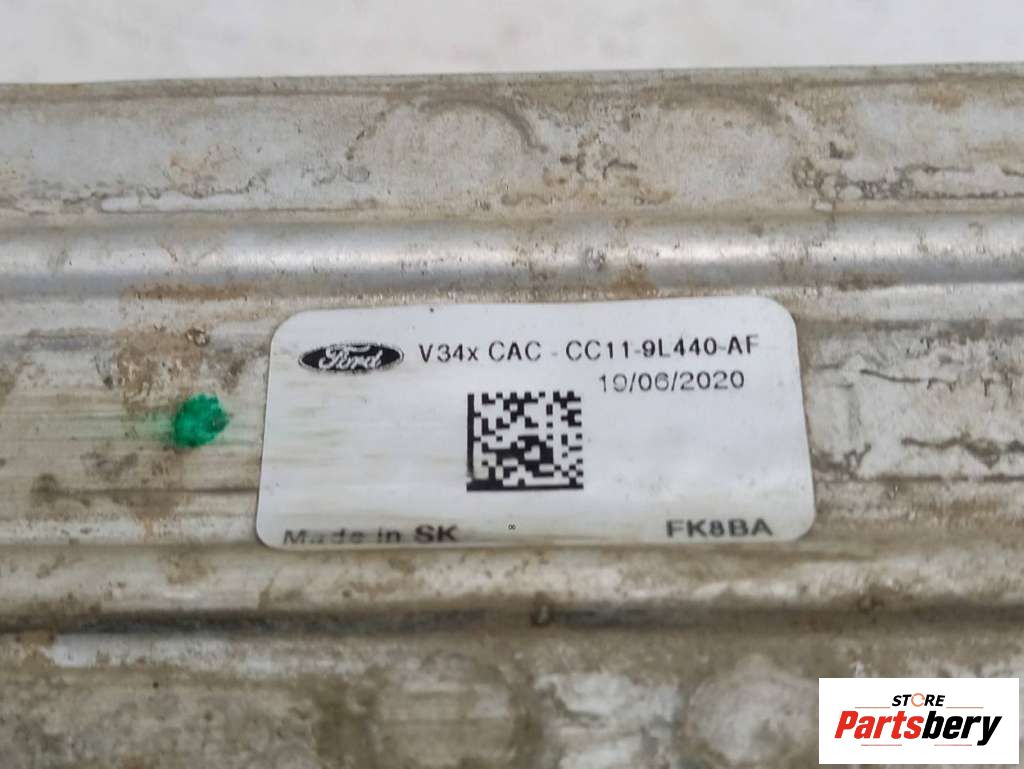 Ford V34x CAC - CC11-9L440-AF
19/06/2020
Made in SK
FK8BA
STORE
Partsbery